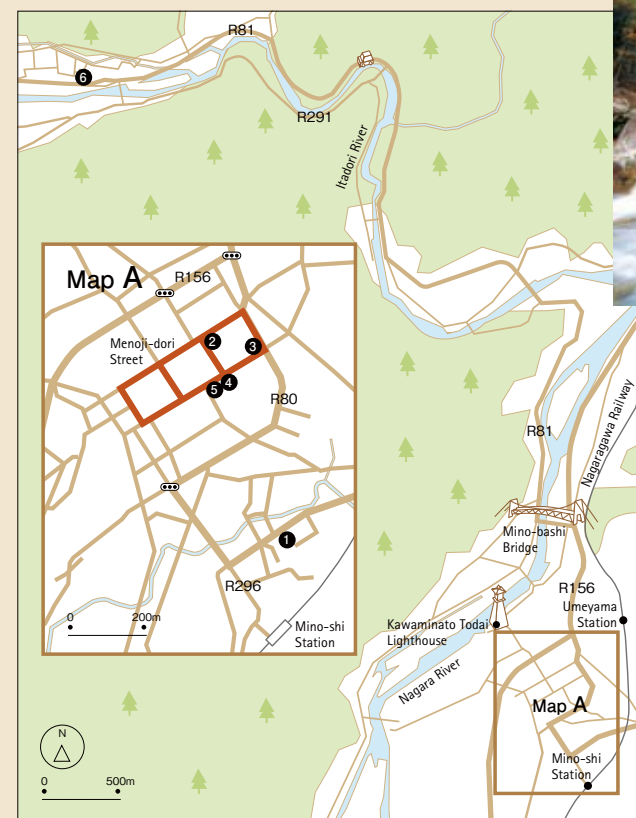 R81
6
R291
Itadori River
Map A
R156
Menoji-dori
Street
2
3
4
5
R80
1
R296
0 200m
Mino-shi
Station
R81
Nagaragawa Railway
Mino-bashi
Bridge
R156
Umeyama
Station
Kawaminato Todai
Lighthouse
Nagara River
Map A
Mino-shi
Station
N
0 500m